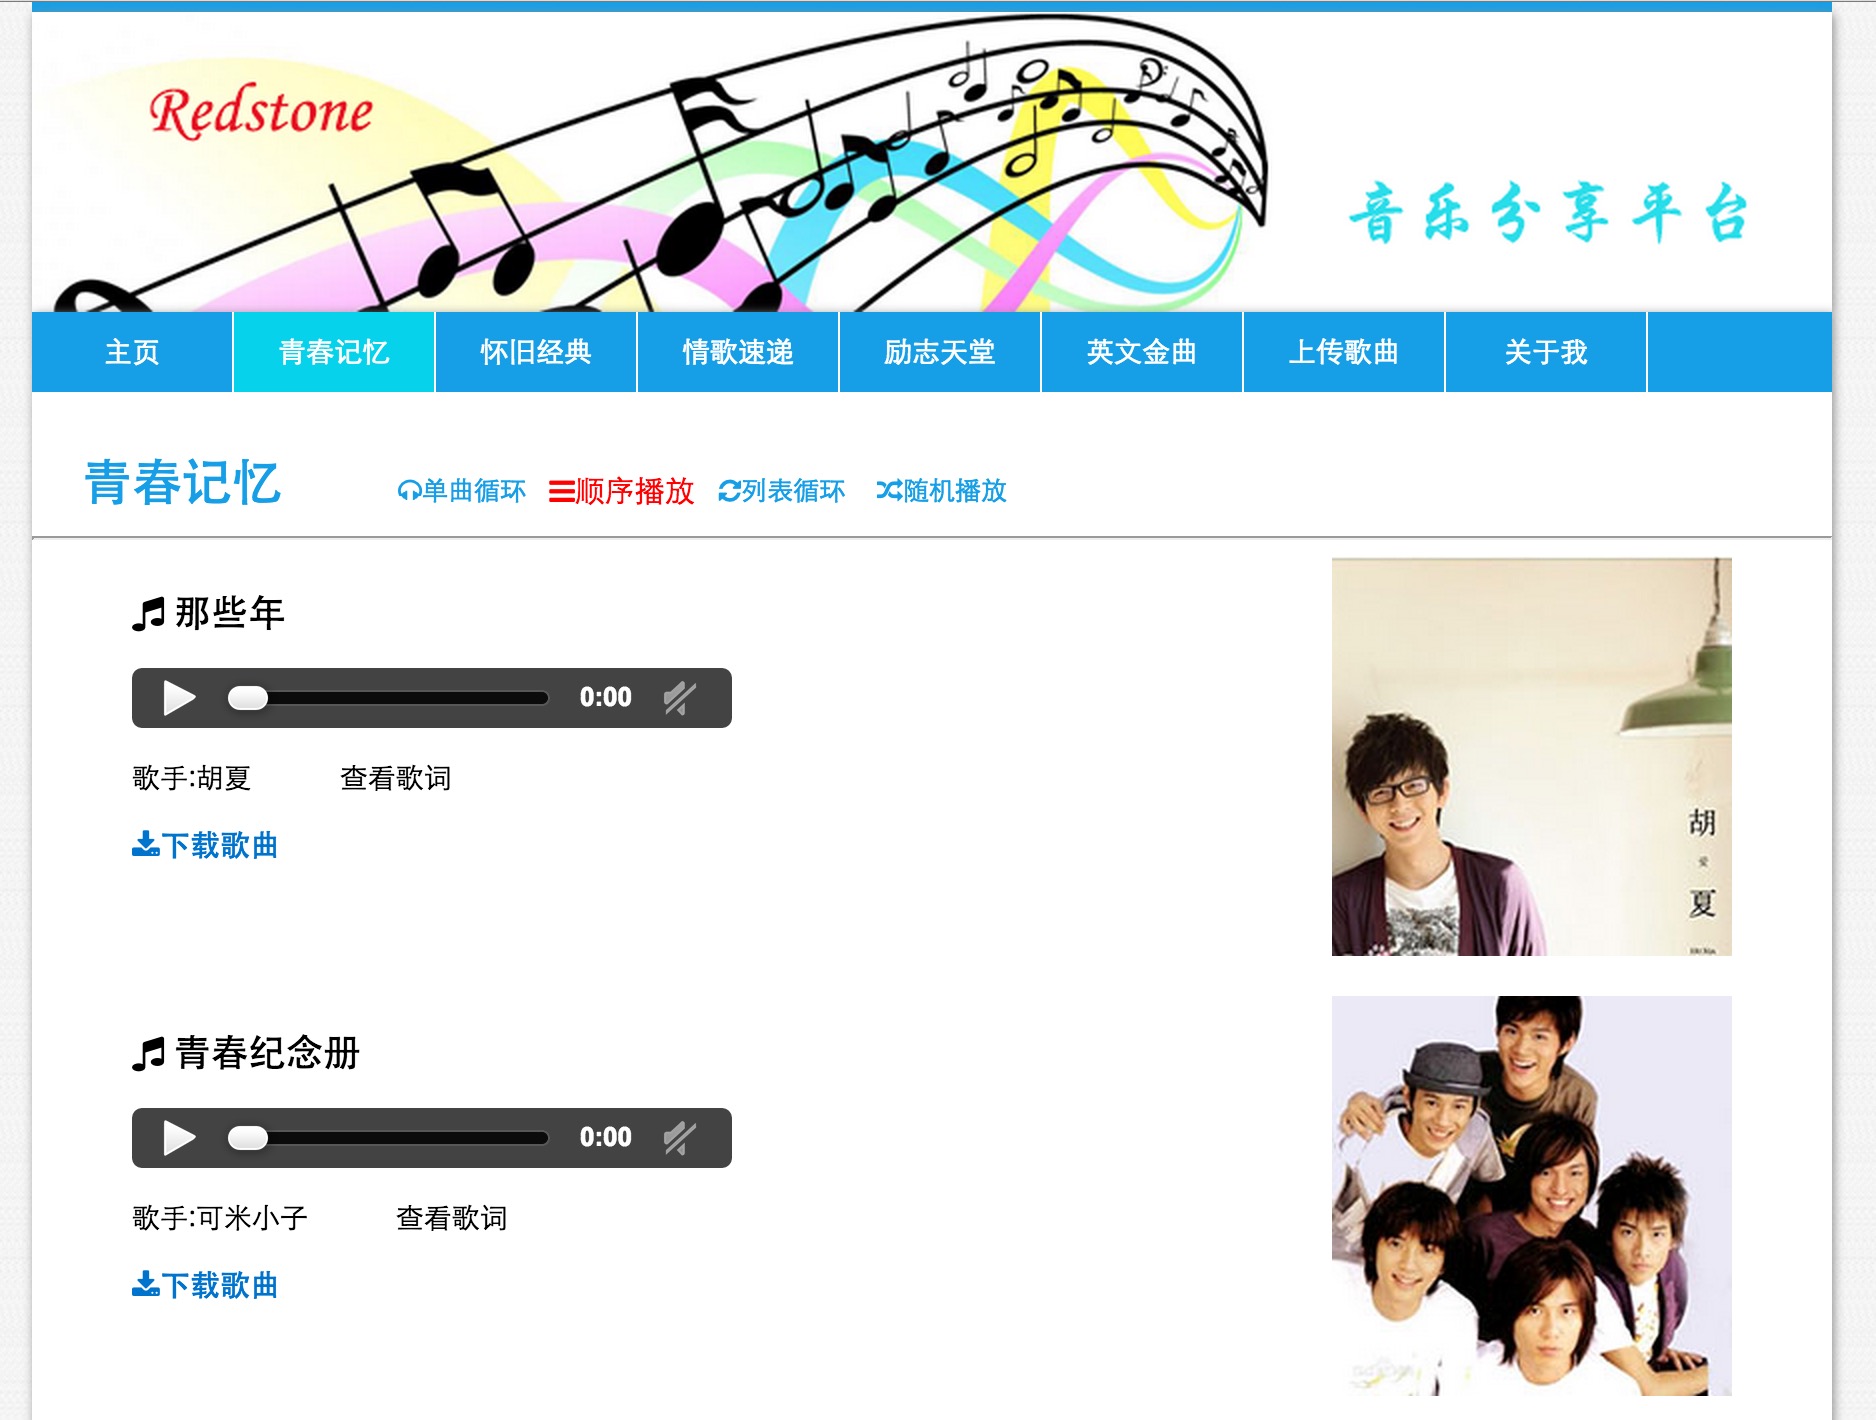 Redstone
音乐分享平台
主页 青春记忆 怀旧经典 情歌速递 励志天堂 英文金曲 上传歌曲 关于我
青春记忆 单曲循环 顺序播放 列表循环 随机播放
那些年
0:00
歌手:胡夏 查看歌词
下载歌曲
胡
爱
夏
青春纪念册
0:00
歌手:可米小子 查看歌词
下载歌曲